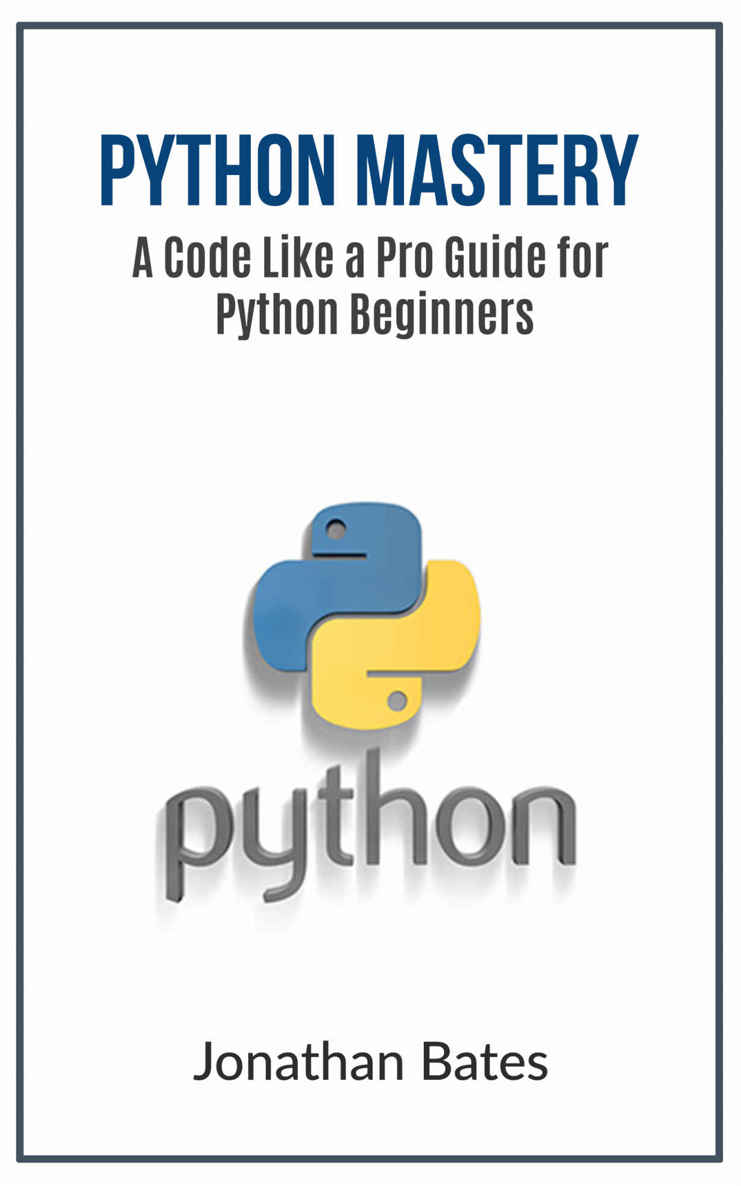 PYTHON MASTERY
A Code Like a Pro Guide for
Python Beginners
python
Jonathan Bates